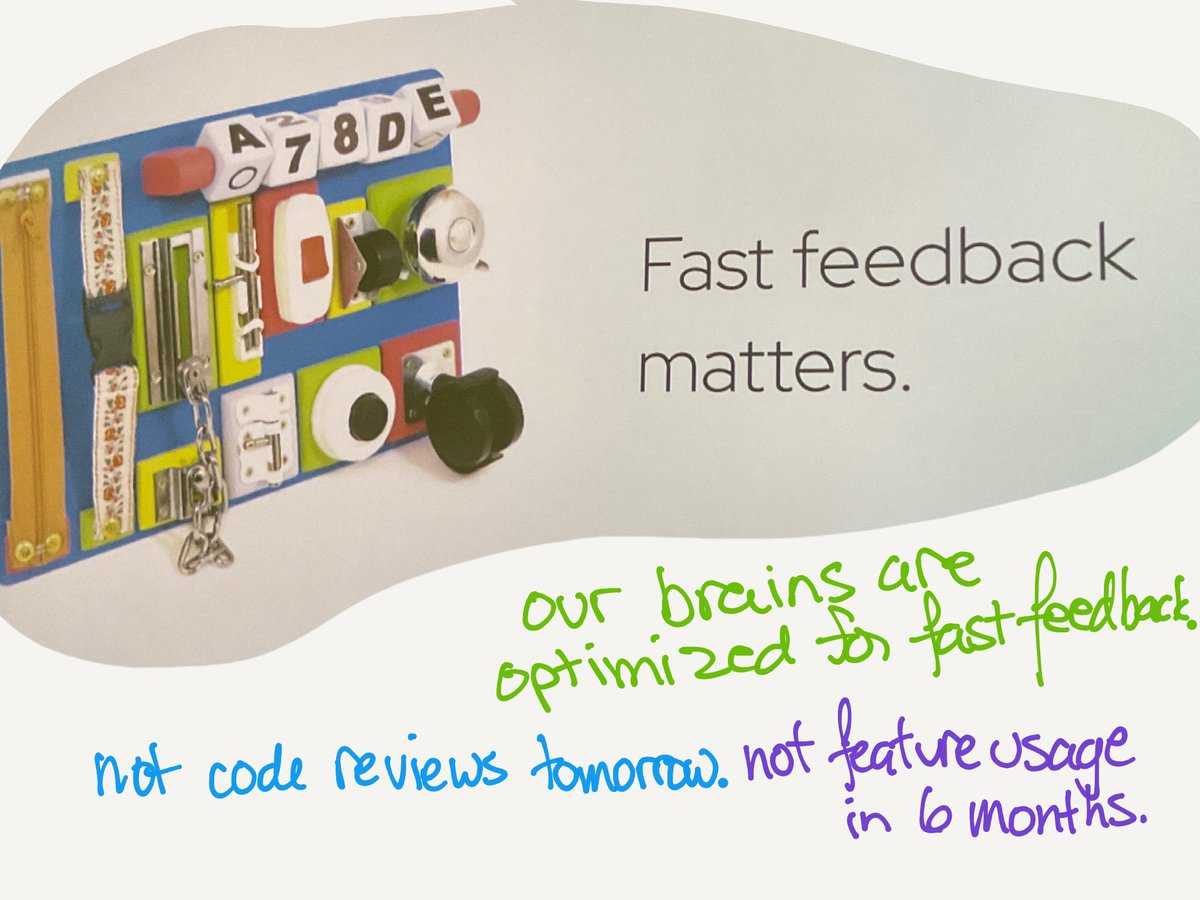 A 7 8 D E
Fast feedback
matters.
our brains are
optimized for fast feedback.
not code reviews tomorrow. not feature usage
in 6 months.